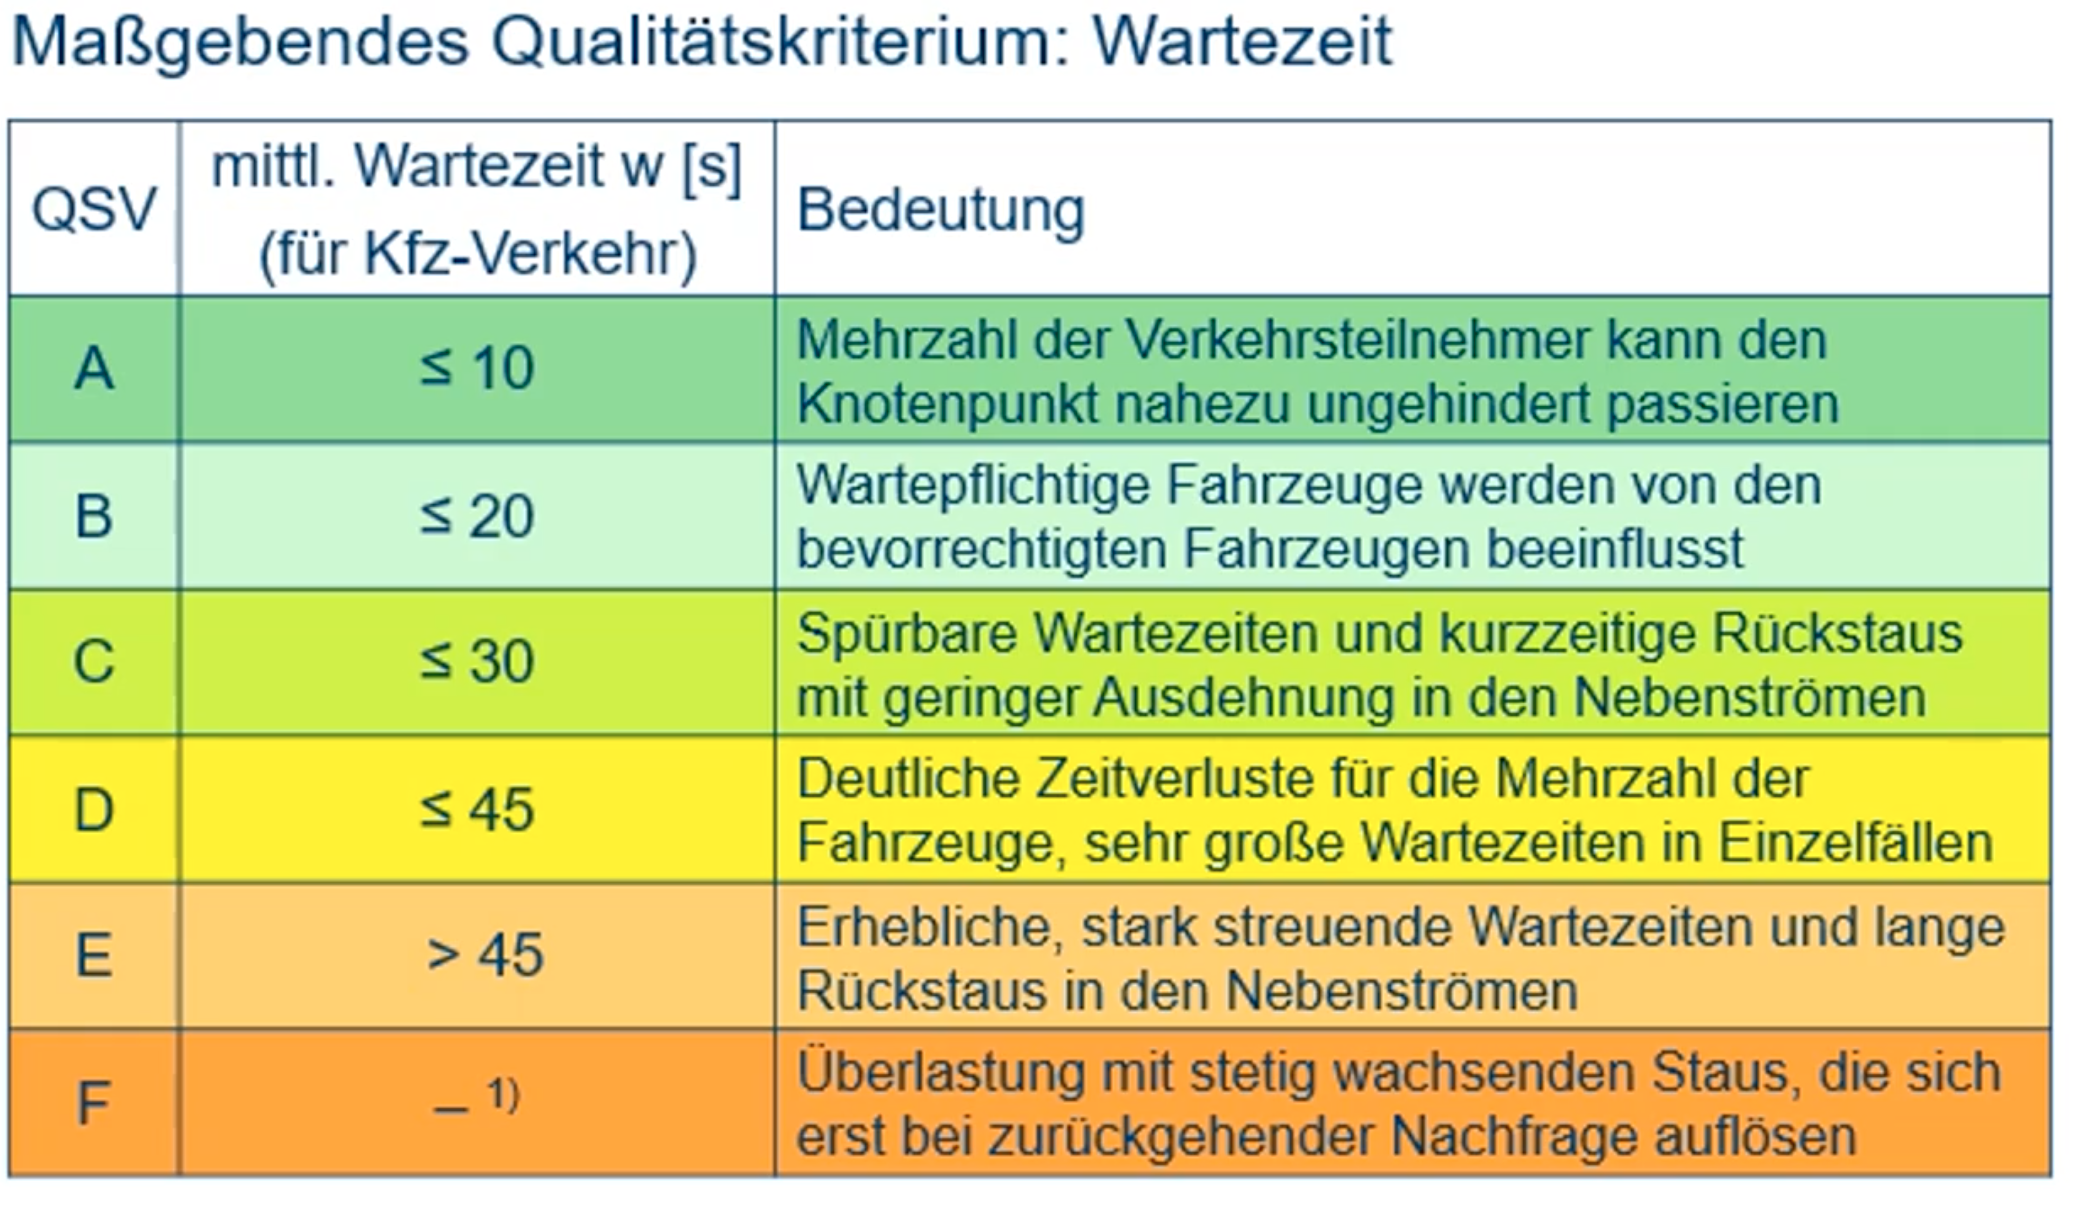 Maßgebendes Qualitätskriterium: Wartezeit
QSV
mittl. Wartezeit w [s]
(für Kfz-Verkehr)
Bedeutung
A
≤ 10
Mehrzahl der Verkehrsteilnehmer kann den
Knotenpunkt nahezu ungehindert passieren
B
≤ 20
Wartepflichtige Fahrzeuge werden von den
bevorrechtigten Fahrzeugen beeinflusst
C
≤ 30
Spürbare Wartezeiten und kurzzeitige Rückstaus
mit geringer Ausdehnung in den Nebenströmen
D
≤ 45
Deutliche Zeitverluste für die Mehrzahl der
Fahrzeuge, sehr große Wartezeiten in Einzelfällen
E
> 45
Erhebliche, stark streuende Wartezeiten und lange
Rückstaus in den Nebenströmen
F
– 1)
Überlastung mit stetig wachsenden Staus, die sich
erst bei zurückgehender Nachfrage auflösen